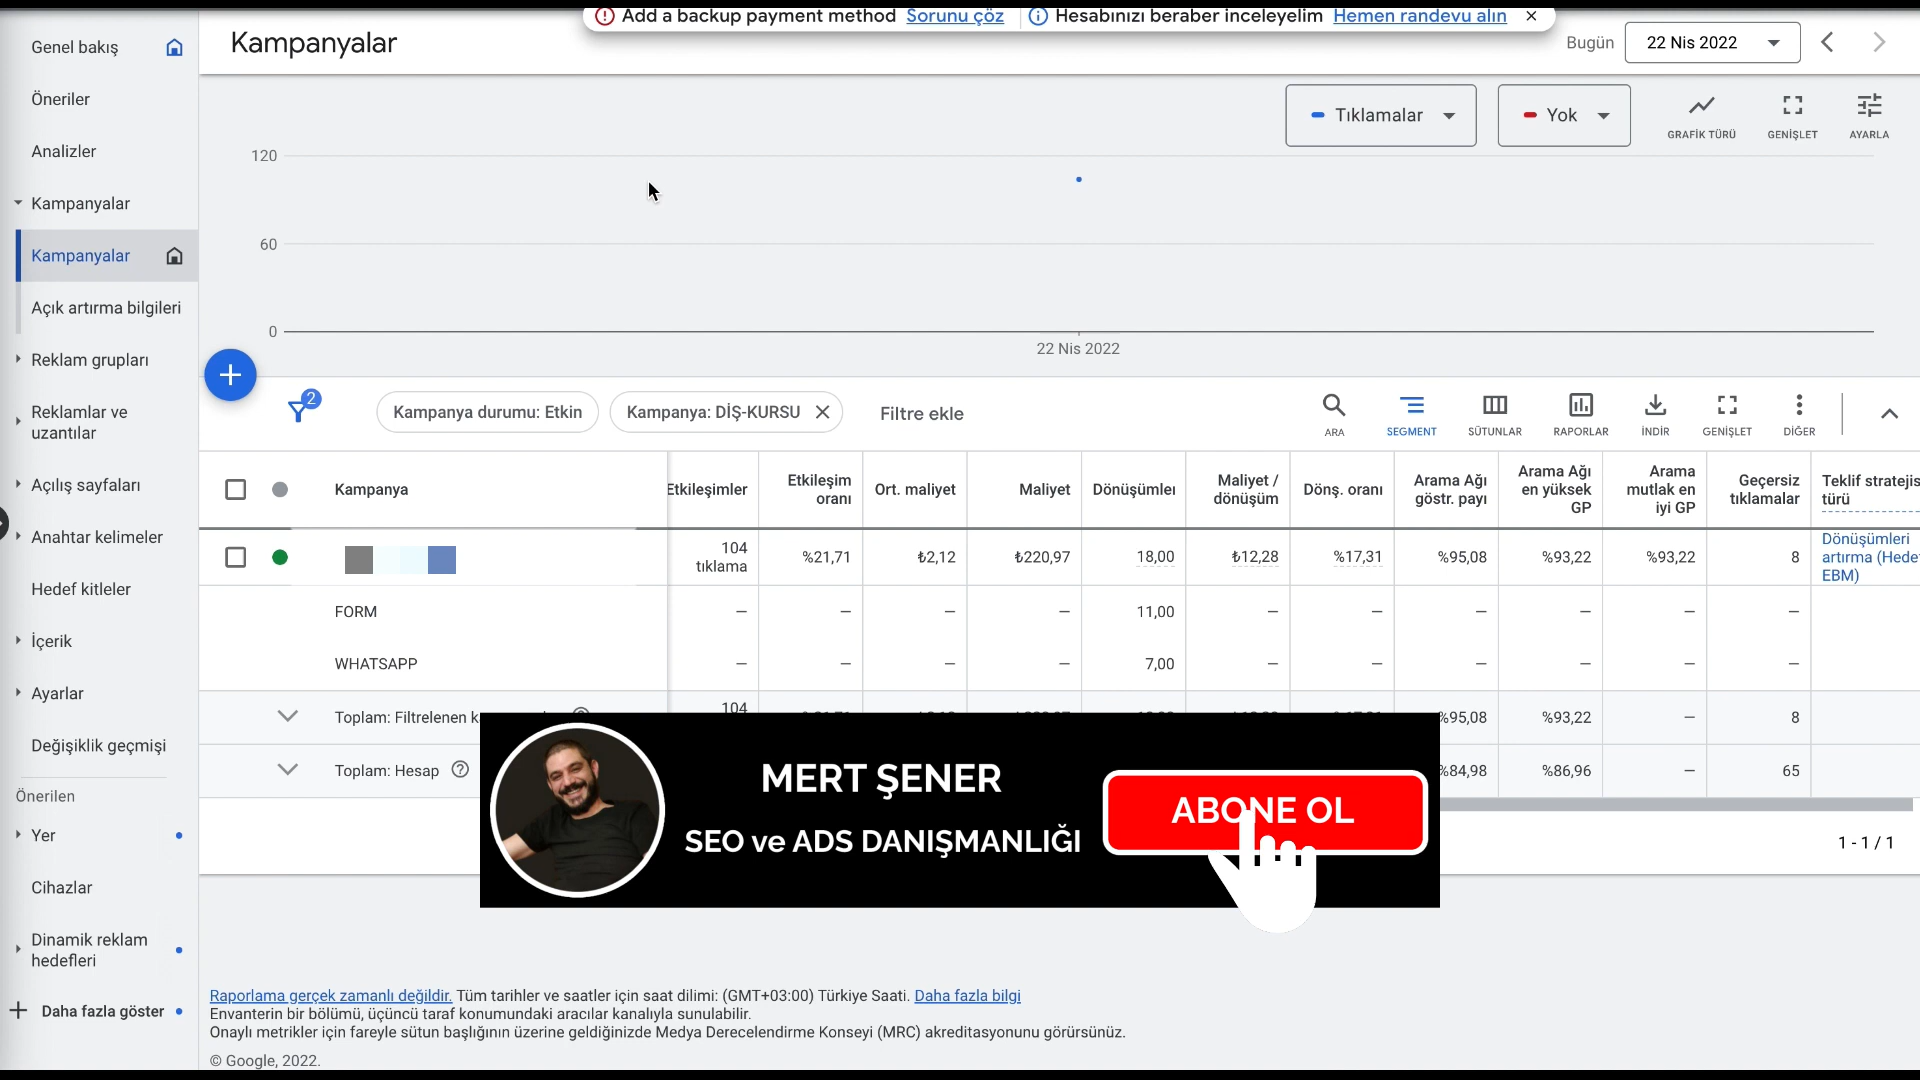 Add a backup payment method Sorunu çöz Hesabınızı beraber inceleyelim Hemen randevu alın
Genel bakış
Öneriler
Analizler
Kampanyalar
Kampanyalar
Açık artırma bilgileri
Reklam grupları
Reklamlar ve
uzantılar
Açılış sayfaları
Anahtar kelimeler
Hedef kitleler
İçerik
Ayarlar
Değişiklik geçmişi
Önerilen
Yer
Cihazlar
Dinamik reklam
hedefleri
Daha fazla göster
Kampanyalar
Bugün 22 Nis 2022
Tıklamalar Yok GRAFİK TÜRÜ GENİŞLET AYARLA
120
60
0
22 Nis 2022
2 Kampanya durumu: Etkin Kampanya: DİŞ-KURSU Filtre ekle
ARA SEGMENT SÜTUNLAR RAPORLAR İNDİR GENİŞLET DİĞER
Kampanya Etkileşimler Etkileşim oranı Ort. maliyet Maliyet Dönüşümleı Maliyet / dönüşüm Dönş. oranı Arama Ağı göstr. payı Arama Ağı en yüksek GP Arama mutlak en iyi GP Geçersiz tıklamalar Teklif stratejis türü
104 tıklama %21,71 ₺2,12 ₺220,97 18,00 ₺12,28 %17,31 %95,08 %93,22 %93,22 8 Dönüşümleri artırma (Hede EBM)
FORM — — — — 11,00 — — — — — —
WHATSAPP — — — — 7,00 — — — — — —
Toplam: Filtrelenen k 104 %95,08 %93,22 — 8
Toplam: Hesap %84,98 %86,96 — 65
1 - 1 / 1
MERT ŞENER
SEO ve ADS DANIŞMANLIĞI
ABONE OL
Raporlama gerçek zamanlı değildir. Tüm tarihler ve saatler için saat dilimi: (GMT+03:00) Türkiye Saati. Daha fazla bilgi
Envanterin bir bölümü, üçüncü taraf konumundaki aracılar kanalıyla sunulabilir.
Onaylı metrikler için fareyle sütun başlığının üzerine geldiğinizde Medya Derecelendirme Konseyi (MRC) akreditasyonunu görürsünüz.
© Google, 2022.